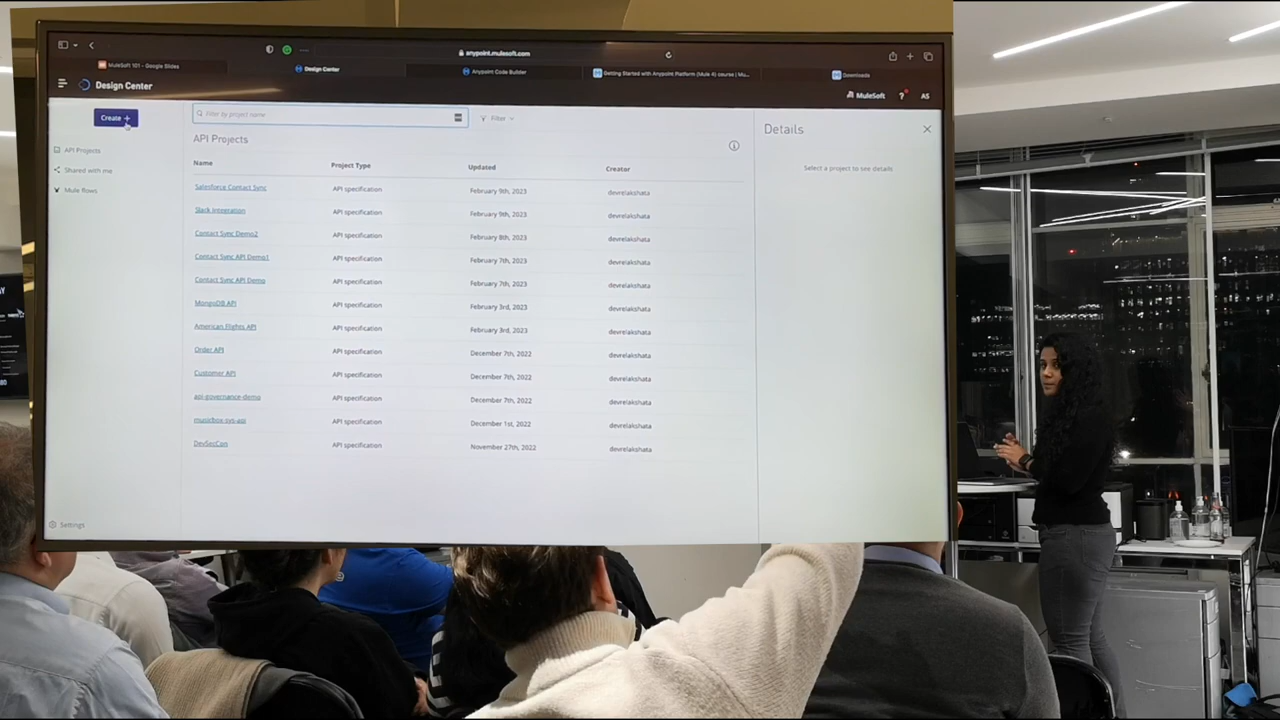 anypoint.mulesoft.com
MuleSoft 101 - Google Slides
Design Center
Anypoint Code Builder
Getting Started with Anypoint Platform (Mule 4) course | Mu...
Downloads
Design Center
MuleSoft
?
AS
Create +
Filter by project name
Filter
Details
API Projects
API Projects
Shared with me
Mule flows
Select a project to see details
Name Project Type Updated Creator
Salesforce Contact Sync API specification February 9th, 2023 devrelakshata
Slack Integration API specification February 9th, 2023 devrelakshata
Contact Sync Demo2 API specification February 8th, 2023 devrelakshata
Contact Sync API Demo1 API specification February 7th, 2023 devrelakshata
Contact Sync API Demo API specification February 7th, 2023 devrelakshata
MongoDB API API specification February 3rd, 2023 devrelakshata
American Flights API API specification February 3rd, 2023 devrelakshata
Order API API specification December 7th, 2022 devrelakshata
Customer API API specification December 7th, 2022 devrelakshata
api-governance-demo API specification December 7th, 2022 devrelakshata
musicbox-sys-api API specification December 1st, 2022 devrelakshata
DevSecCon API specification November 27th, 2022 devrelakshata
Settings